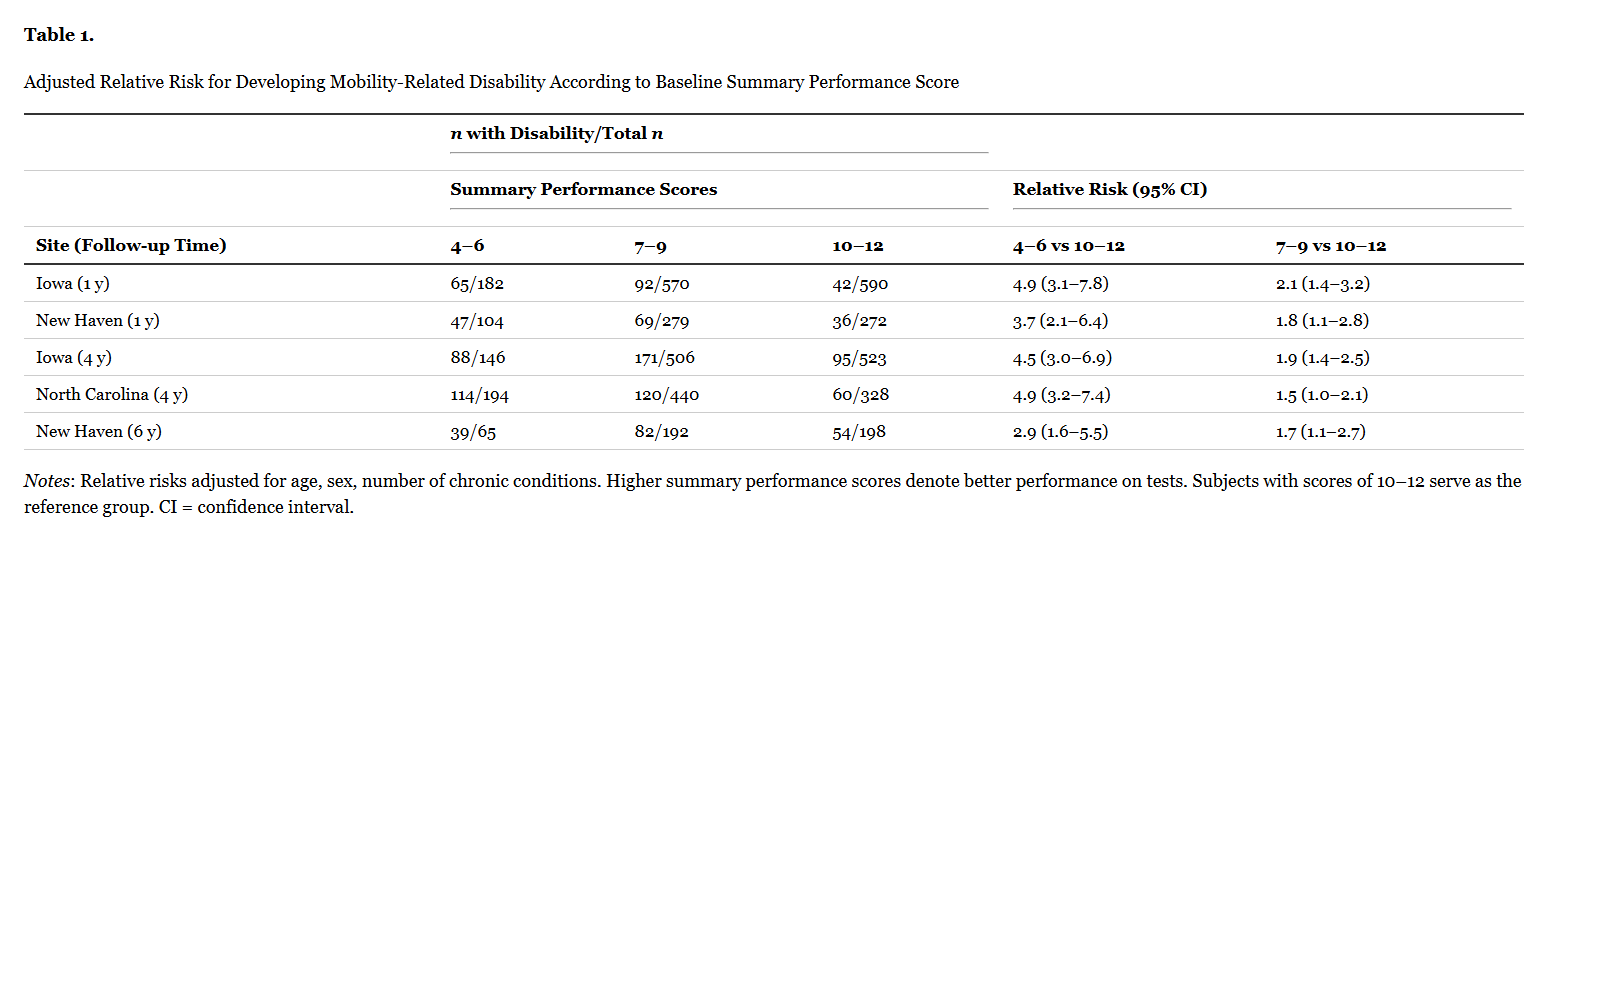 Table 1.
Adjusted Relative Risk for Developing Mobility-Related Disability According to Baseline Summary Performance Score
n with Disability/Total n
Summary Performance Scores Relative Risk (95% CI)
Site (Follow-up Time) 4–6 7–9 10–12 4–6 vs 10–12 7–9 vs 10–12
Iowa (1 y) 65/182 92/570 42/590 4.9 (3.1–7.8) 2.1 (1.4–3.2)
New Haven (1 y) 47/104 69/279 36/272 3.7 (2.1–6.4) 1.8 (1.1–2.8)
Iowa (4 y) 88/146 171/506 95/523 4.5 (3.0–6.9) 1.9 (1.4–2.5)
North Carolina (4 y) 114/194 120/440 60/328 4.9 (3.2–7.4) 1.5 (1.0–2.1)
New Haven (6 y) 39/65 82/192 54/198 2.9 (1.6–5.5) 1.7 (1.1–2.7)
Notes: Relative risks adjusted for age, sex, number of chronic conditions. Higher summary performance scores denote better performance on tests. Subjects with scores of 10–12 serve as the
reference group. CI = confidence interval.